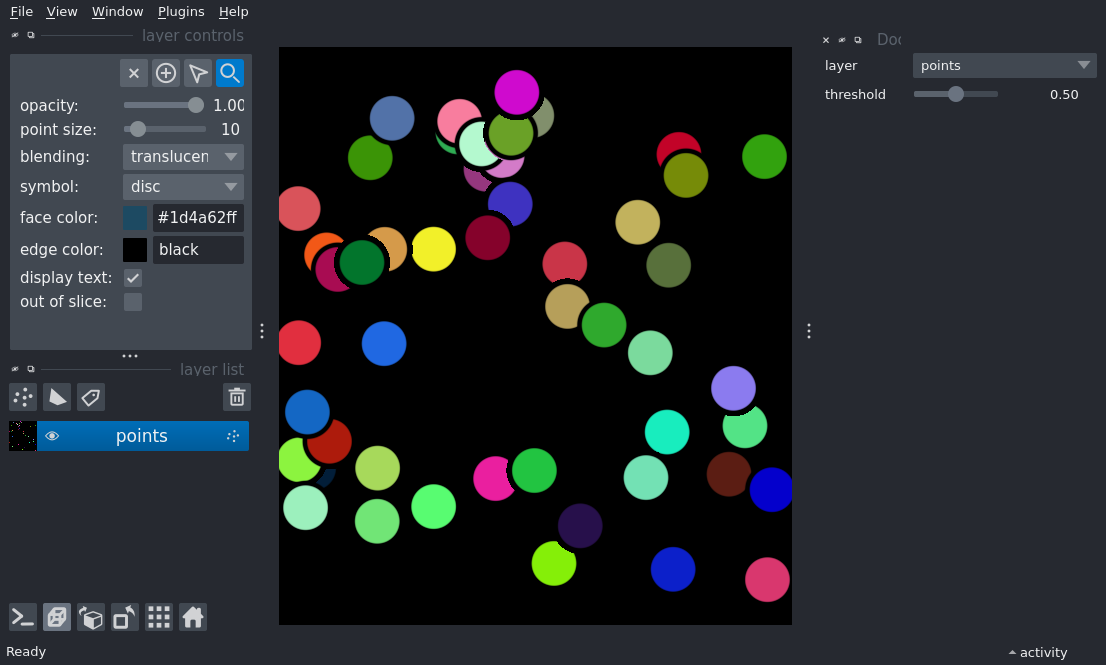 File View Window Plugins Help
layer controls
opacity: 1.00
point size: 10
blending: translucen
symbol: disc
face color: #1d4a62ff
edge color: black
display text:
out of slice:
layer list
points
Ready
layer points
threshold 0.50
activity